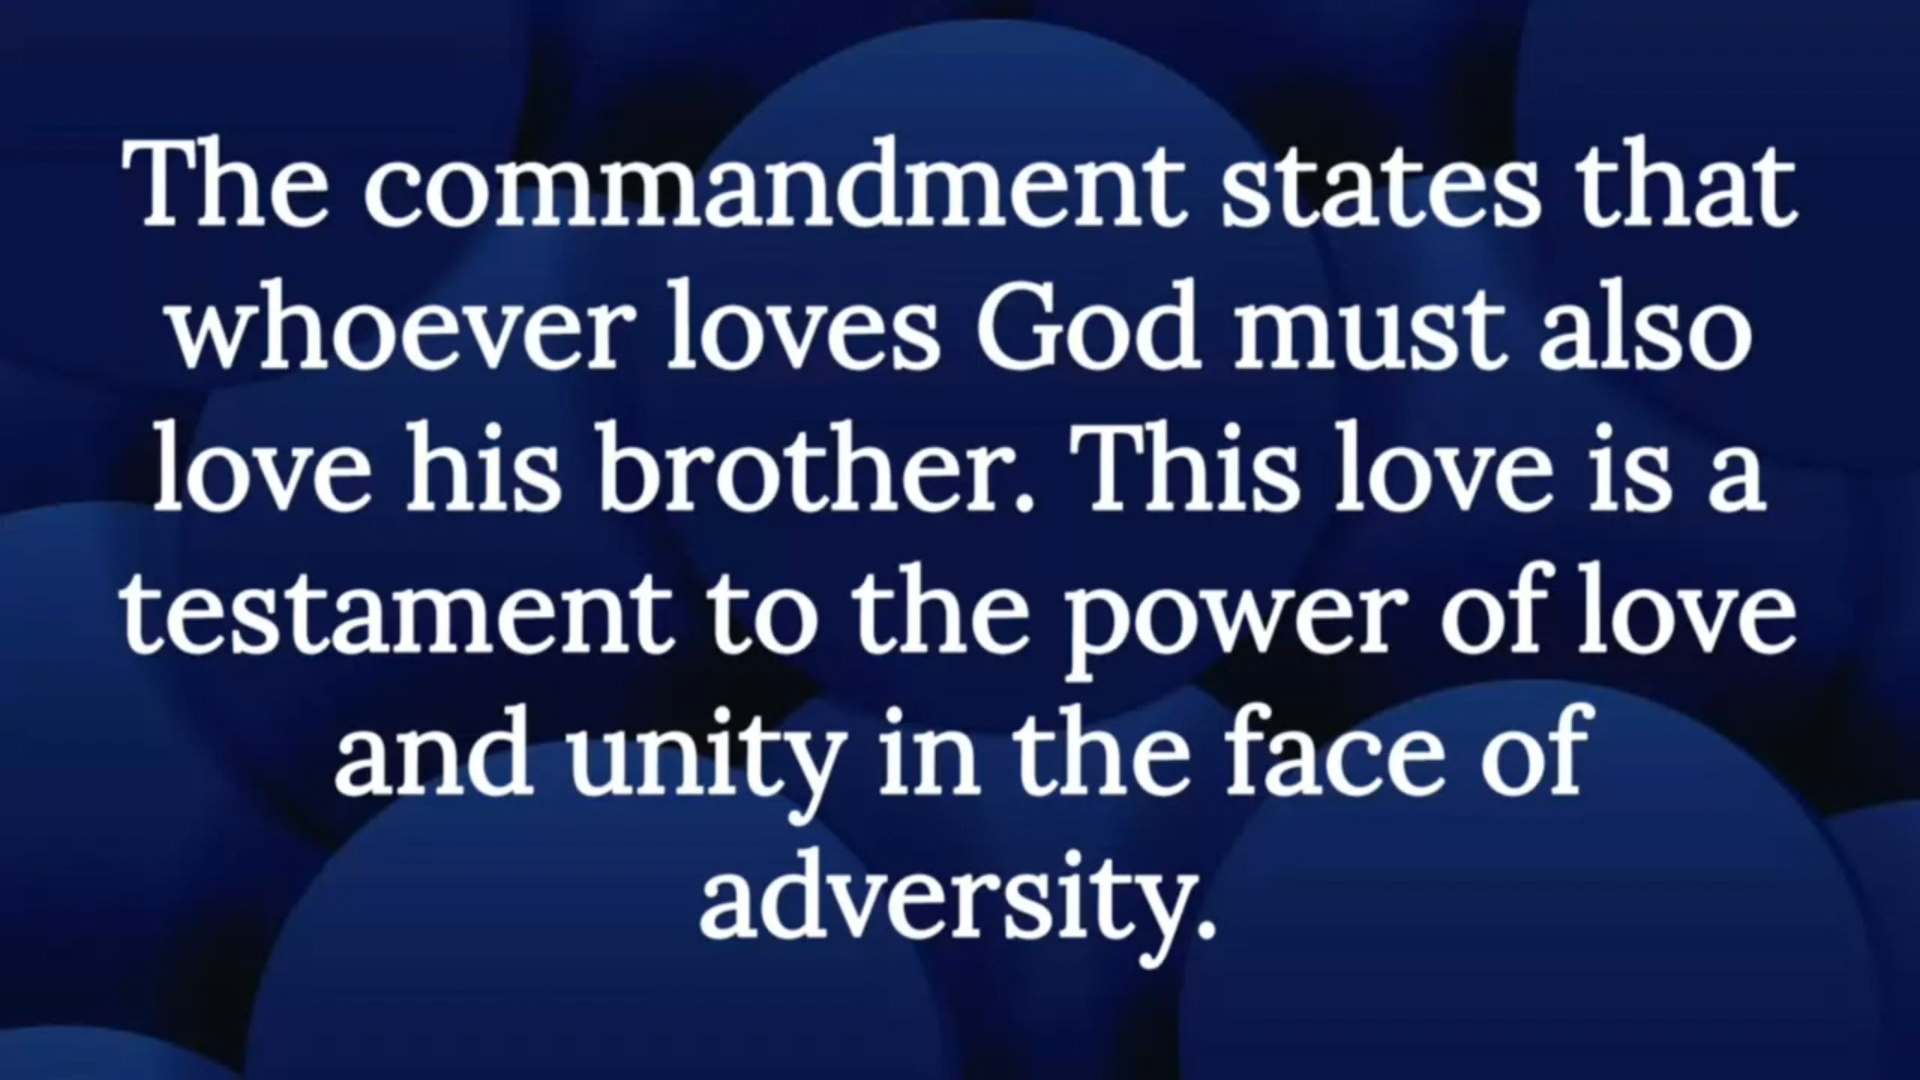 The commandment states that
whoever loves God must also
love his brother. This love is a
testament to the power of love
and unity in the face of
adversity.